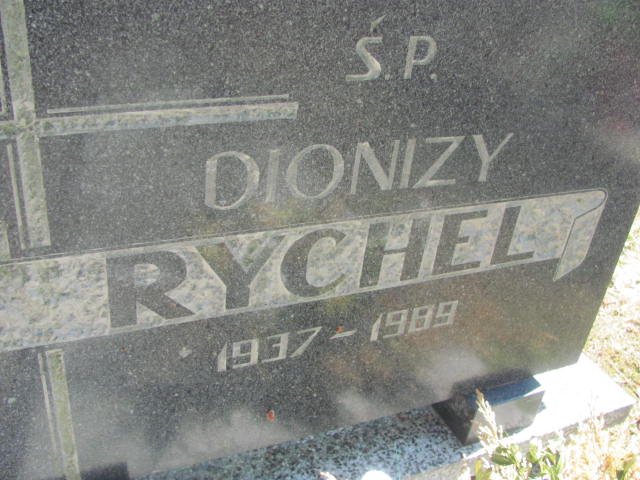 Ś.P.
DIONIZY
RYCHEL
* 1937 - 1989